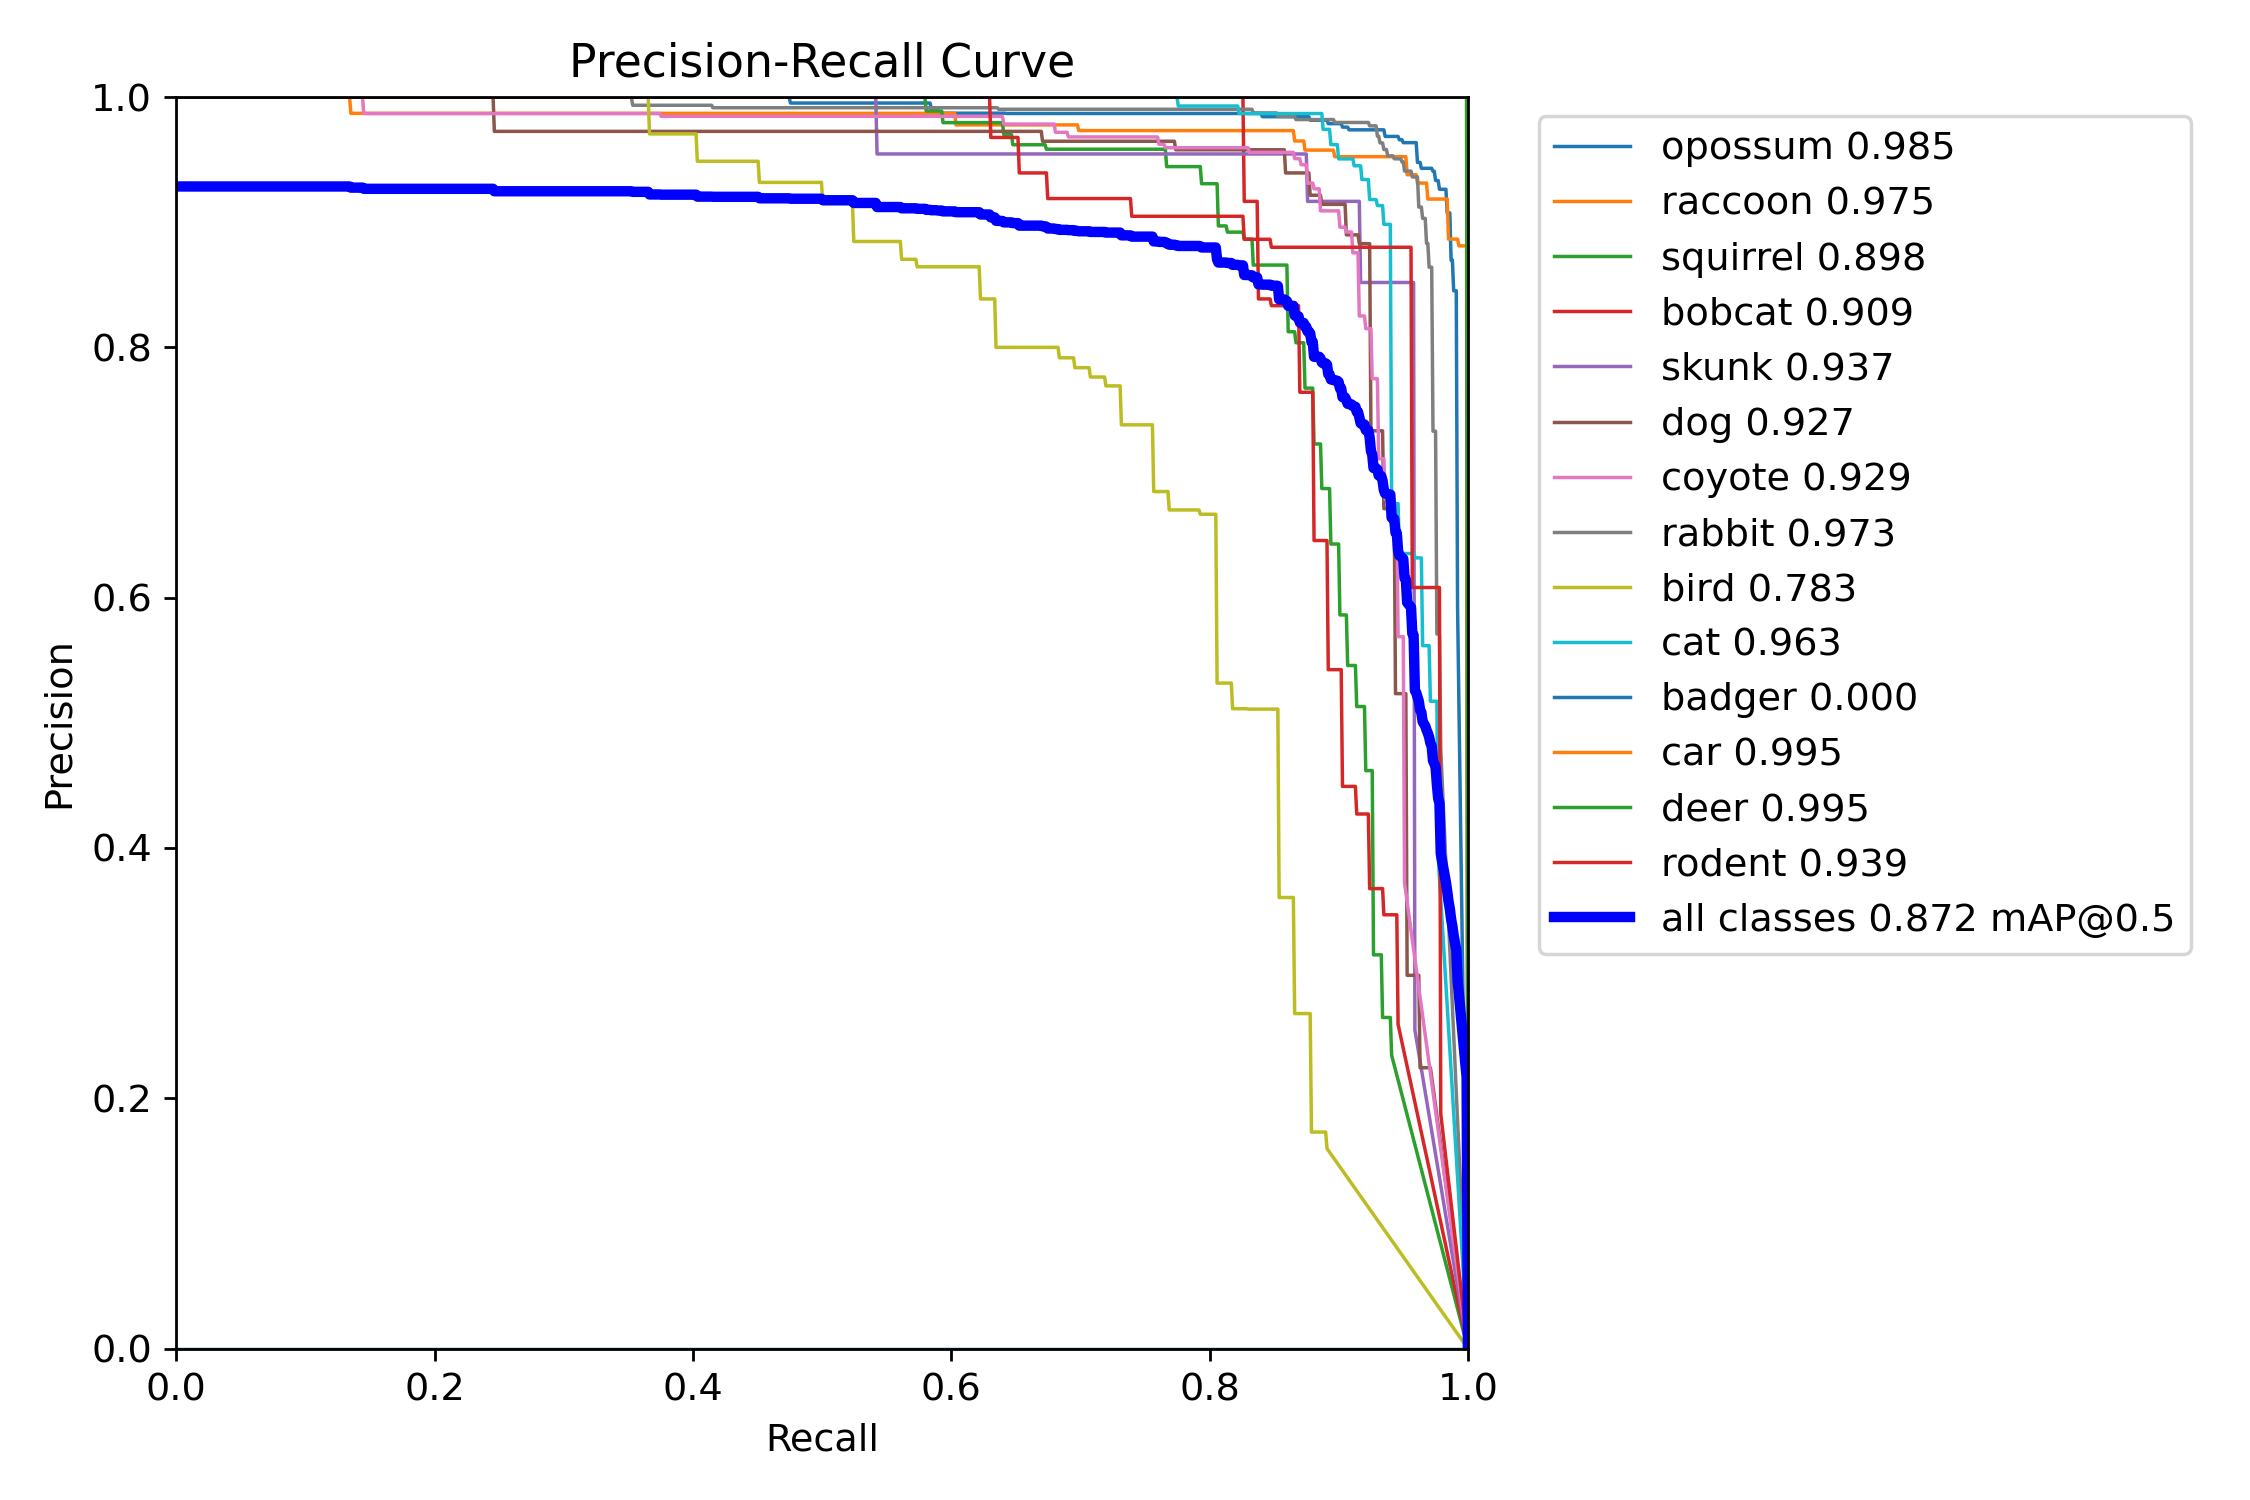 Precision-Recall Curve
1.0
0.8
0.6
0.4
0.2
0.0
Precision
0.0 0.2 0.4 0.6 0.8 1.0
Recall
opossum 0.985
raccoon 0.975
squirrel 0.898
bobcat 0.909
skunk 0.937
dog 0.927
coyote 0.929
rabbit 0.973
bird 0.783
cat 0.963
badger 0.000
car 0.995
deer 0.995
rodent 0.939
all classes 0.872 mAP@0.5